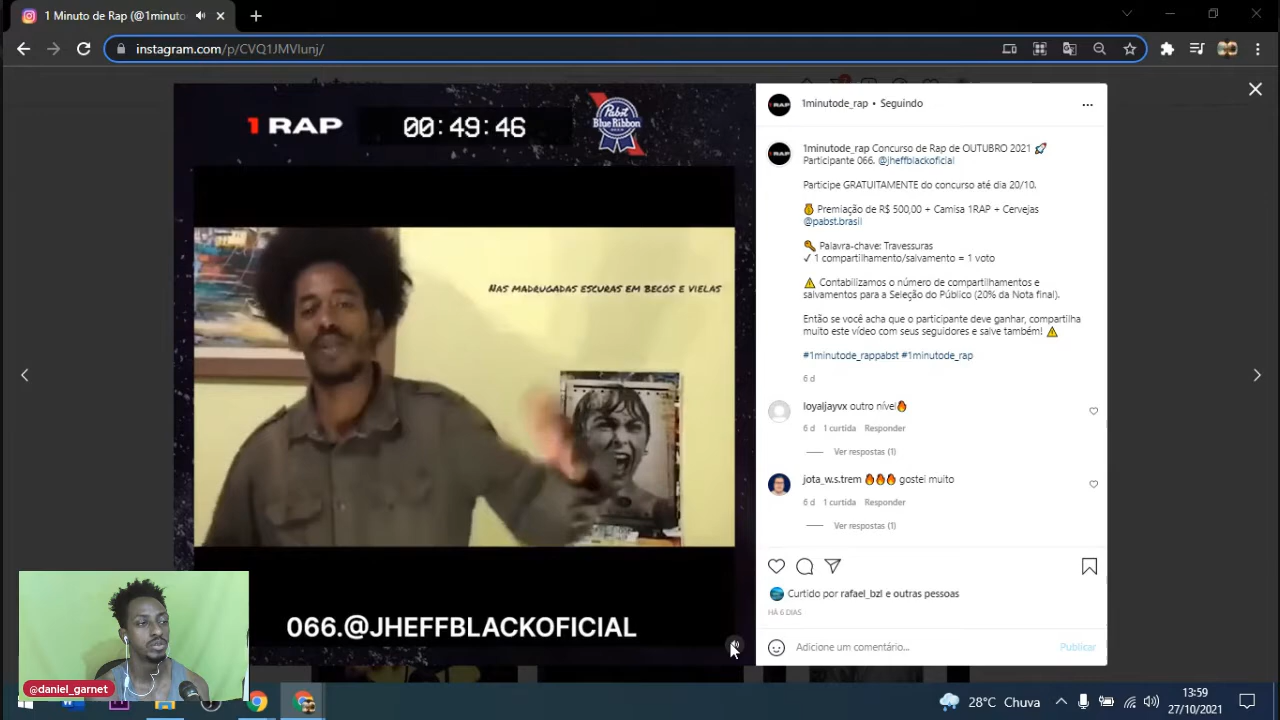 1 Minuto de Rap (@1minuto
instagram.com/p/CVQ1JMVIunj/
1 RAP
00:49:46
Pabst
Blue Ribbon
NAS MADRUGADAS ESCURAS EM BECOS E VIELAS
066.@JHEFFBLACKOFICIAL
@daniel_garnet
1minutode_rap • Seguindo
1minutode_rap Concurso de Rap de OUTUBRO 2021 🚀
Participante 066. @jheffblackoficial
Participe GRATUITAMENTE do concurso até dia 20/10.
💰 Premiação de R$ 500,00 + Camisa 1RAP + Cervejas
@pabst.brasil
🔑 Palavra-chave: Travessuras
✓ 1 compartilhamento/salvamento = 1 voto
⚠️ Contabilizamos o número de compartilhamentos e
salvamentos para a Seleção do Público (20% da Nota final).
Então se você acha que o participante deve ganhar, compartilha
muito este vídeo com seus seguidores e salve também! ⚠️
#1minutode_rappabst #1minutode_rap
6 d
loyaljayvx outro nível🔥
6 d 1 curtida Responder
Ver respostas (1)
jota_w.s.trem 🔥🔥🔥 gostei muito
6 d 1 curtida Responder
Ver respostas (1)
Curtido por rafael_bzl e outras pessoas
HÁ 6 DIAS
Adicione um comentário...
Publicar
28°C Chuva
13:59
27/10/2021